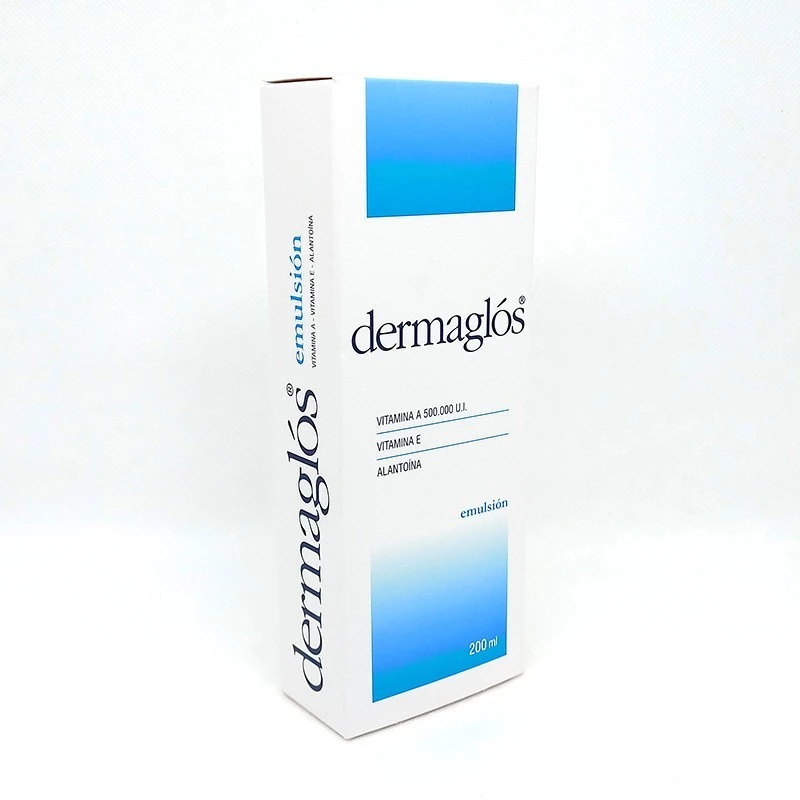 dermaglós®
VITAMINA A 500.000 U.I.
VITAMINA E
ALANTOÍNA
emulsión
200 ml
dermaglós®
emulsión
VITAMINA A - VITAMINA E - ALANTOÍNA